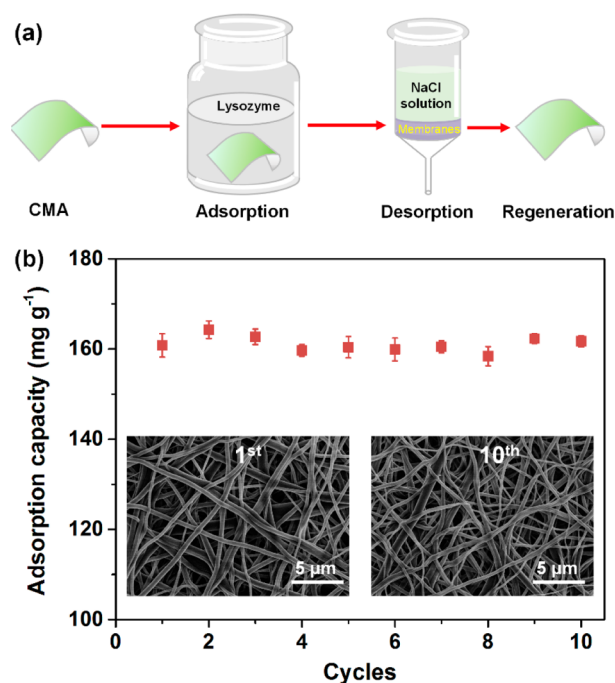 (a)
Lysozyme
NaCl
solution
Membranes
CMA
Adsorption
Desorption
Regeneration
(b)
180
160
140
120
100
Adsorption capacity (mg g⁻¹)
1st
10th
5 μm
5 μm
0
2
4
6
8
10
Cycles